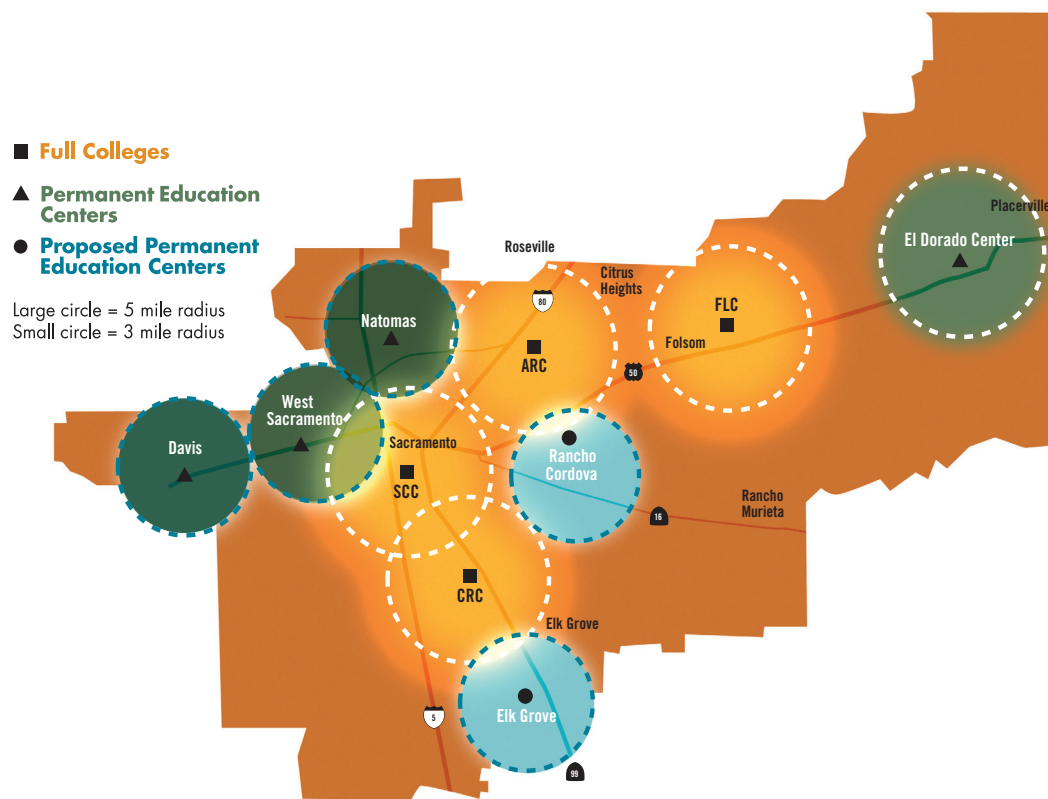 Full Colleges
Permanent Education
Centers
Proposed Permanent
Education Centers
Large circle = 5 mile radius
Small circle = 3 mile radius
Placerville
El Dorado Center
Roseville
Citrus
Heights
80
FLC
Natomas
Folsom
ARC
50
West
Sacramento
Davis
Sacramento
SCC
Rancho
Cordova
Rancho
Murieta
16
CRC
Elk Grove
Elk Grove
5
99